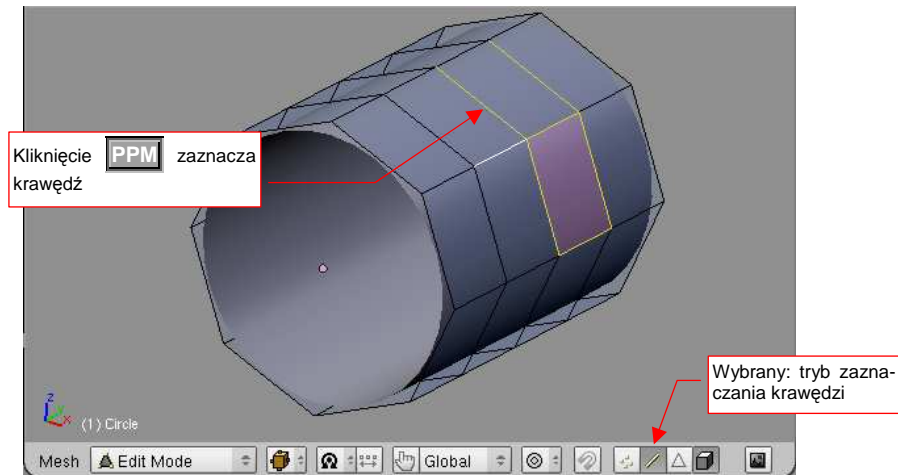 Kliknięcie PPM zaznacza
krawędź
Wybrany: tryb zazna-
czania krawędzi
z
y
x
(1) Circle
Mesh Edit Mode Global